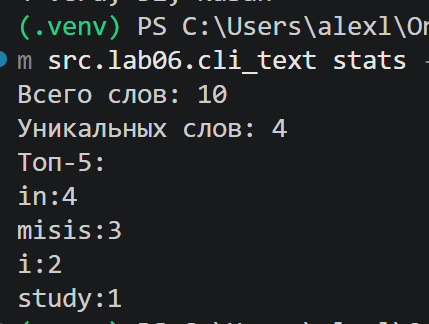 (.venv) PS C:\Users\alexl\On
m src.lab06.cli_text stats
Всего слов: 10
Уникальных слов: 4
Топ-5:
in:4
misis:3
i:2
study:1